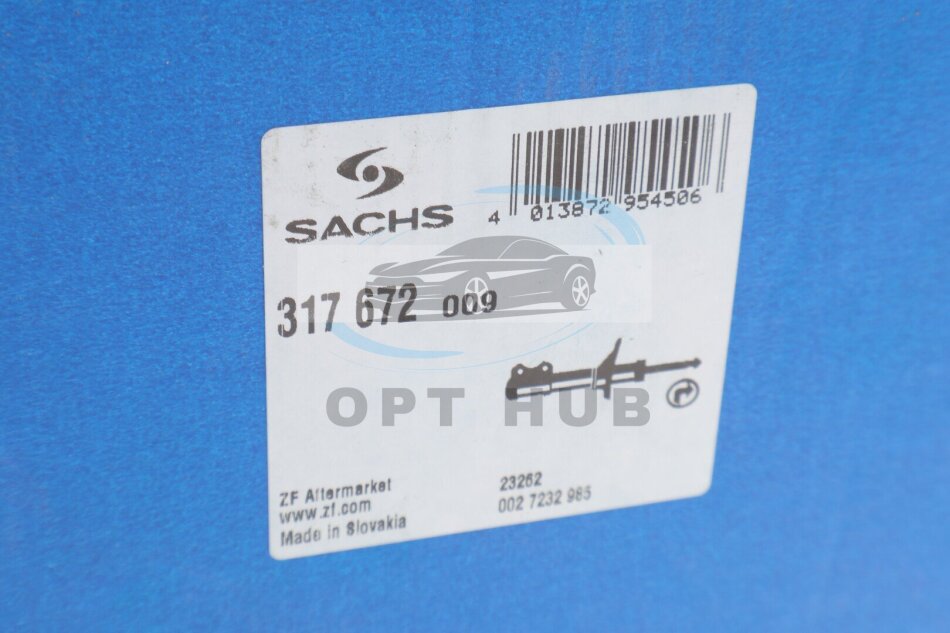 SACHS
4 013872 954506
317 672 009
OPT HUB
ZF Aftermarket
www.zf.com
Made in Slovakia
23262
002 7232 985